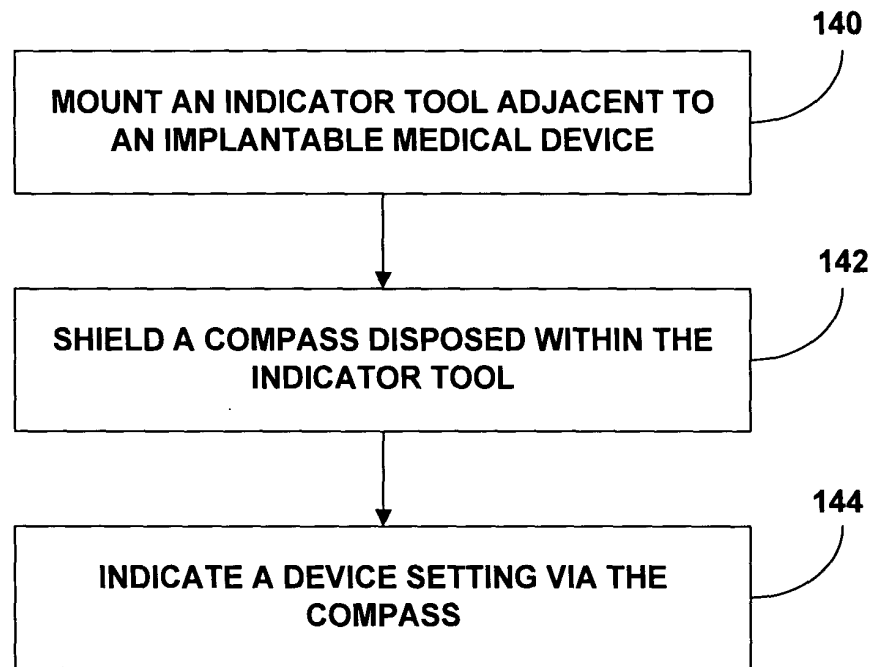 140
MOUNT AN INDICATOR TOOL ADJACENT TO
AN IMPLANTABLE MEDICAL DEVICE
142
SHIELD A COMPASS DISPOSED WITHIN THE
INDICATOR TOOL
144
INDICATE A DEVICE SETTING VIA THE
COMPASS